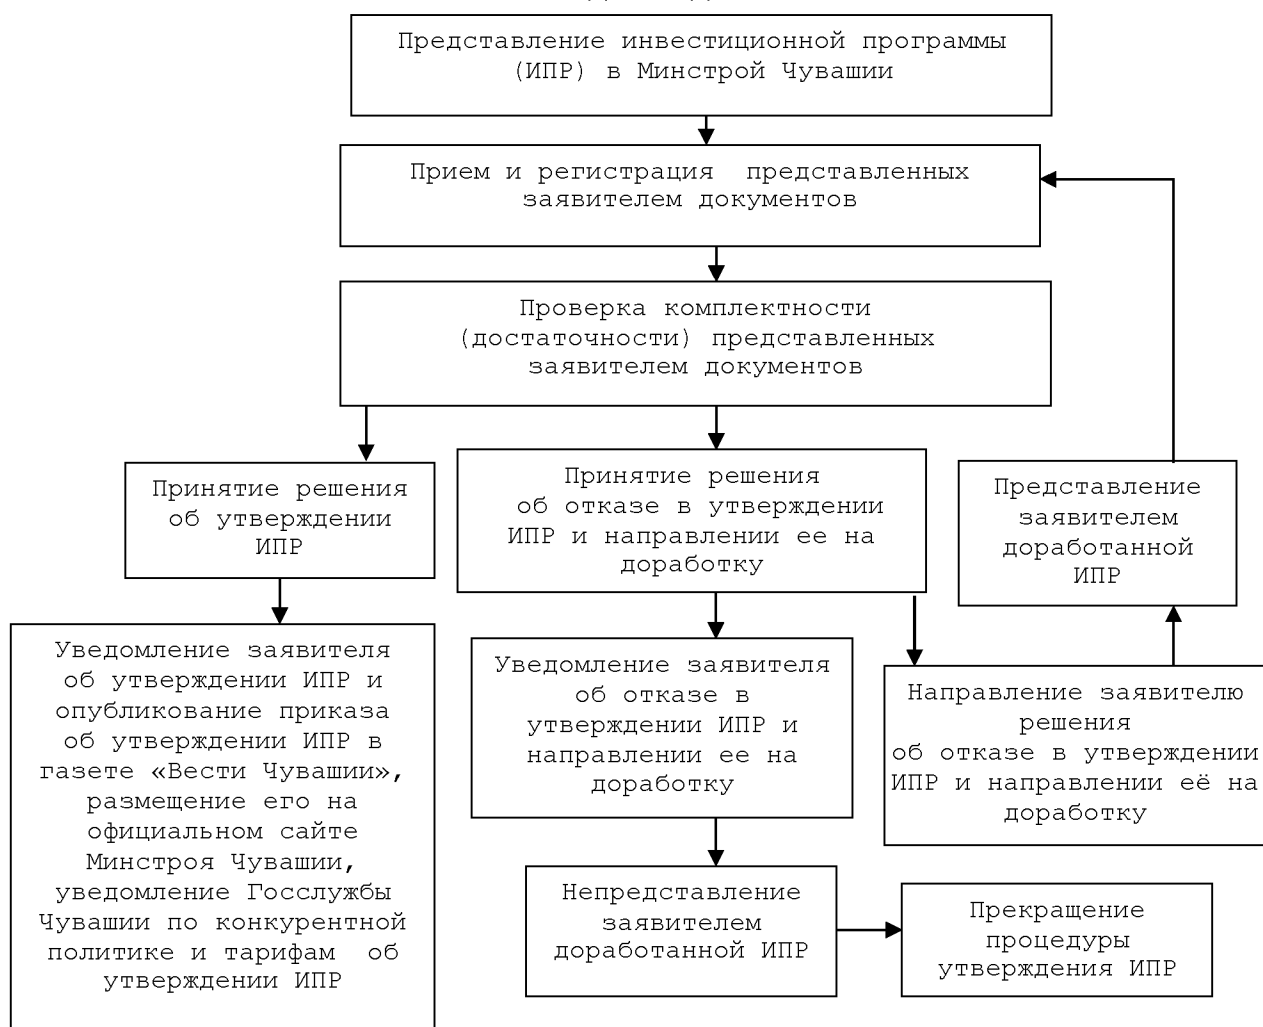 Представление инвестиционной программы
(ИПР) в Минстрой Чувашии
Прием и регистрация  представленных
заявителем документов
Проверка комплектности
(достаточности) представленных
заявителем документов
Принятие решения
об утверждении
ИПР
Принятие решения
об отказе в утверждении
ИПР и направлении ее на
доработку
Представление
заявителем
доработанной
ИПР
Уведомление заявителя
об утверждении ИПР и
опубликование приказа
об утверждении ИПР в
газете «Вести Чувашии»,
размещение его на
официальном сайте
Минстроя Чувашии,
уведомление Госслужбы
Чувашии по конкурентной
политике и тарифам  об
утверждении ИПР
Уведомление заявителя
об отказе в
утверждении ИПР и
направлении ее на
доработку
Направление заявителю
решения
об отказе в утверждении
ИПР и направлении её на
доработку
Непредставление
заявителем
доработанной ИПР
Прекращение
процедуры
утверждения ИПР